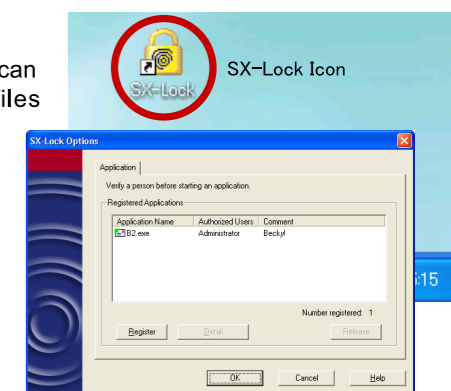 can
files
SX-Lock Icon
SX-Lock
SX-Lock Options
Application
Verify a person before starting an application.
Registered Applications
Application Name Authorized Users Comment
B2.exe Administrator Becky!
Number registered: 1
Register Detail Release
OK Cancel Help
:15